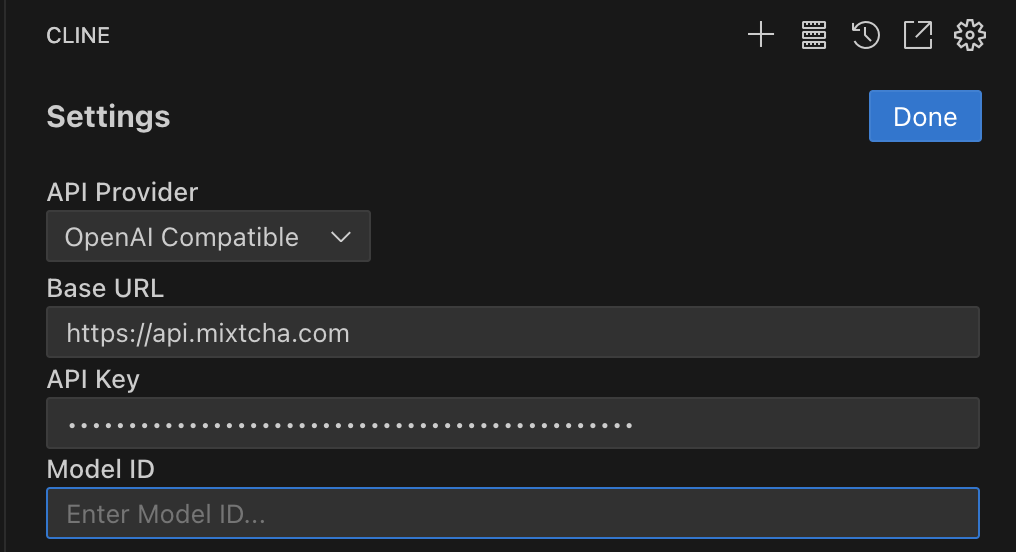 CLINE
Settings
Done
API Provider
OpenAI Compatible
Base URL
https://api.mixtcha.com
API Key
•••••••••••••••••••••••••••••••••••••••••••••••
Model ID
Enter Model ID...